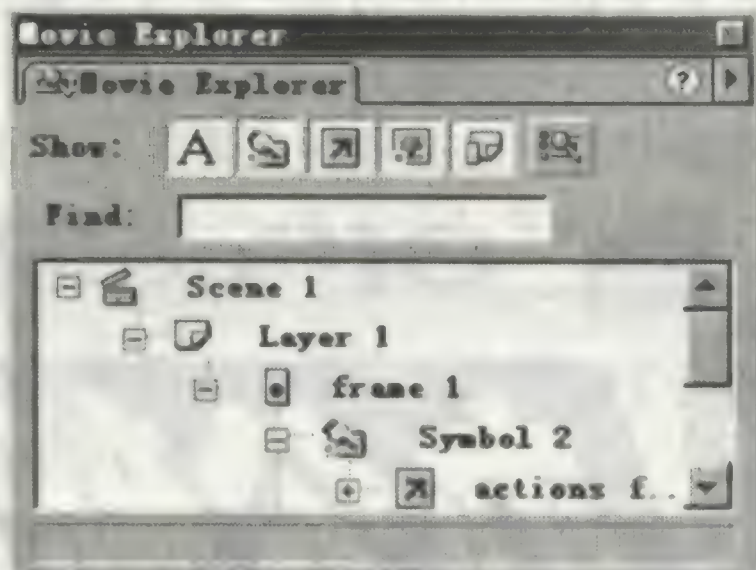 Movie Explorer
Movie Explorer ?
Show: A
Find:
Scene 1
Layer 1
frame 1
Symbol 2
actions f..